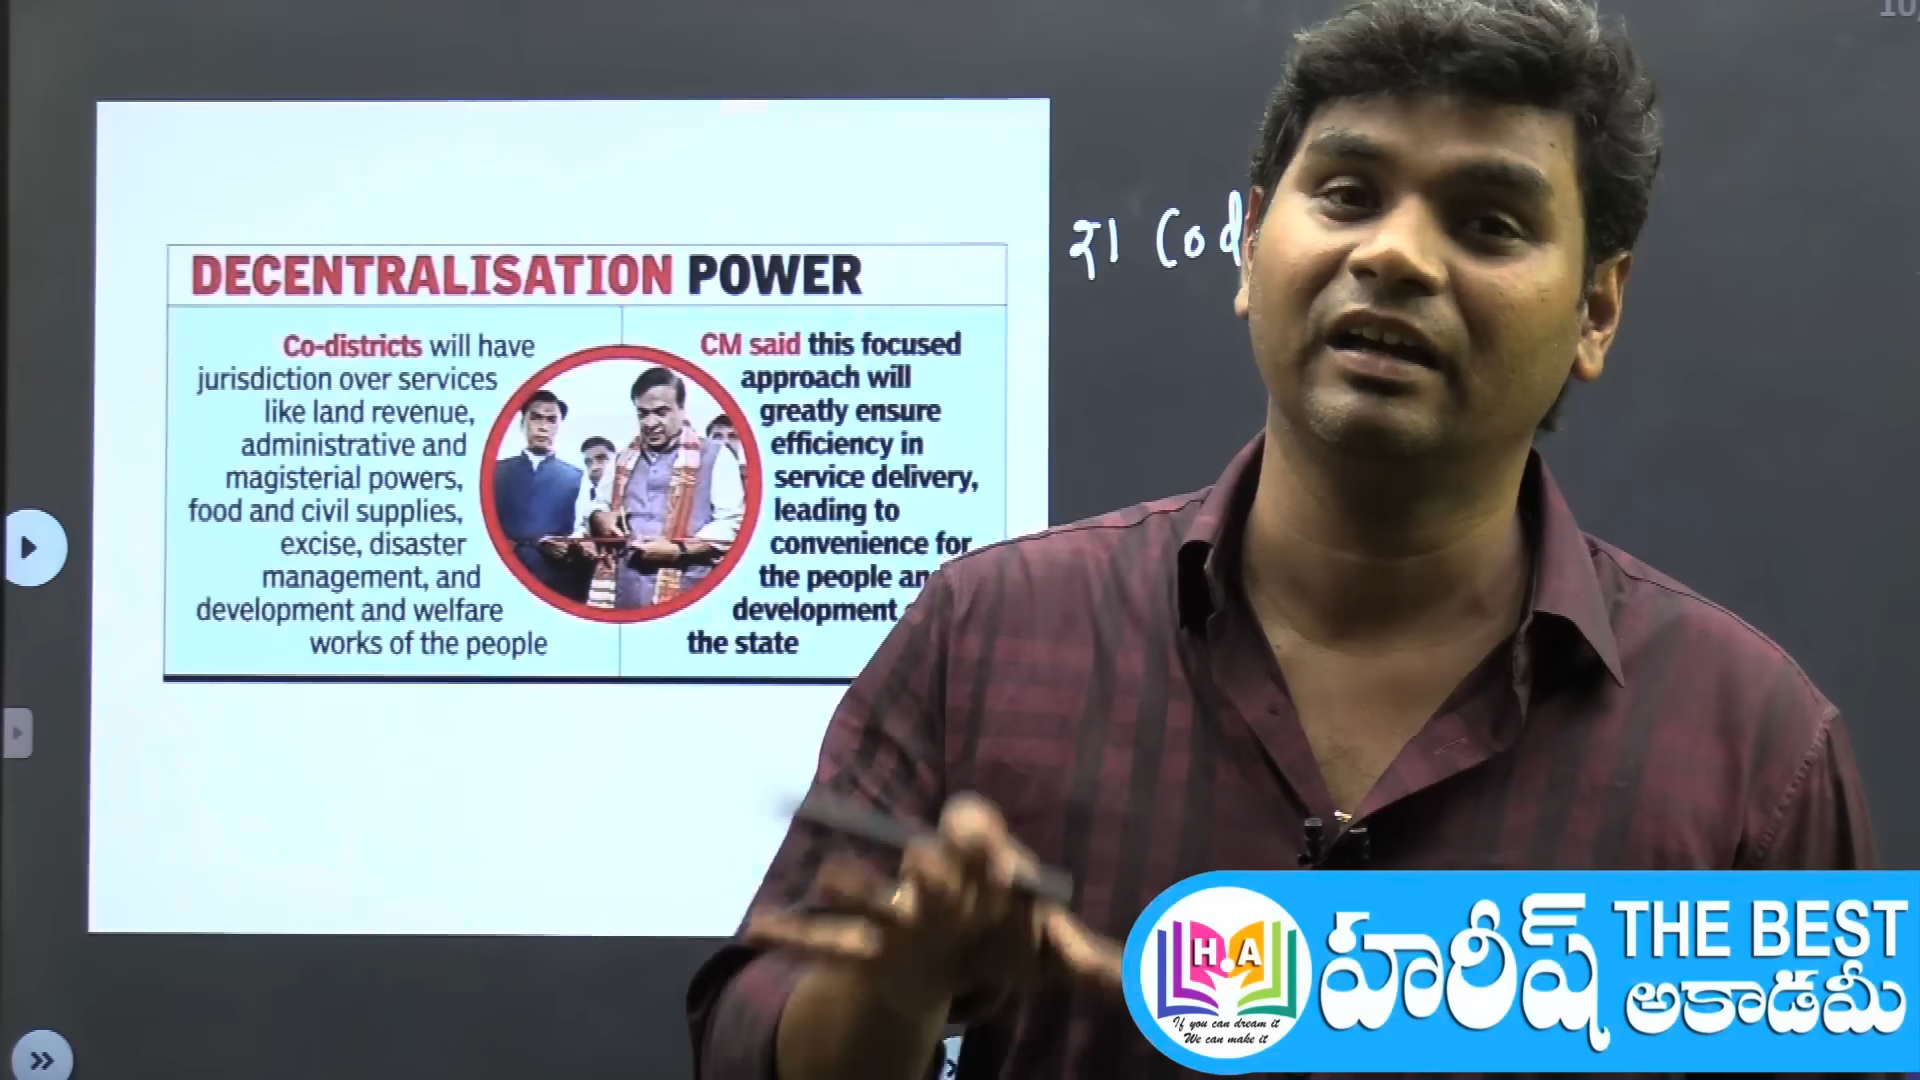 DECENTRALISATION POWER
Co-districts will have
jurisdiction over services
like land revenue,
administrative and
magisterial powers,
food and civil supplies,
excise, disaster
management, and
development and welfare
works of the people
CM said this focused
approach will
greatly ensure
efficiency in
service delivery,
leading to
convenience for
the people
development
the state
H.A
If you can dream it
We can make it
హరీష్
THE BEST
అకాడమీ